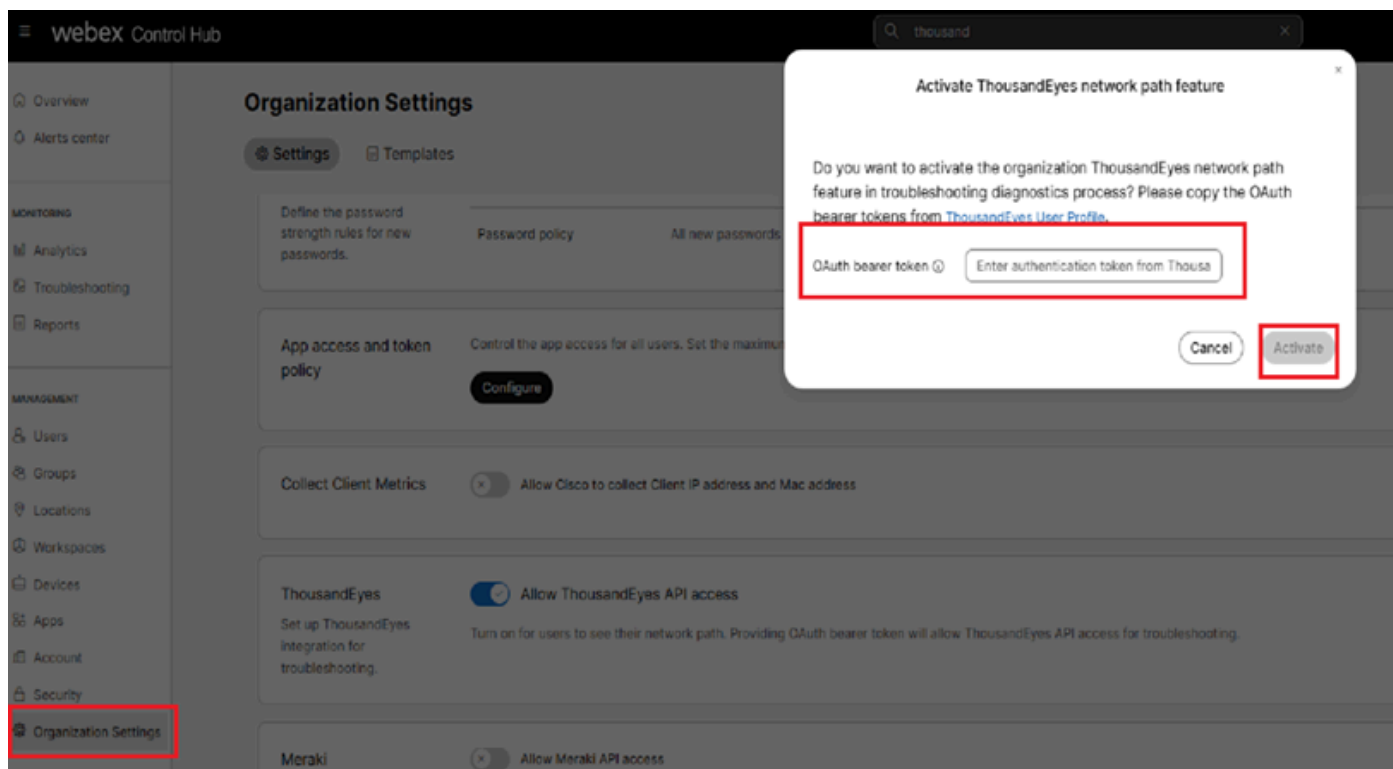 webex Control Hub
thousand
Overview
Alerts center
MONITORING
Analytics
Troubleshooting
Reports
MANAGEMENT
Users
Groups
Locations
Workspaces
Devices
Apps
Account
Security
Organization Settings
Organization Settings
Settings
Templates
Define the password
strength rules for new
passwords.
Password policy
All new passwords
App access and token
policy
Control the app access for all users. Set the maximum
Configure
Collect Client Metrics
Allow Cisco to collect Client IP address and Mac address
ThousandEyes
Set up ThousandEyes
integration for
troubleshooting.
Allow ThousandEyes API access
Turn on for users to see their network path. Providing OAuth bearer token will allow ThousandEyes API access for troubleshooting.
Meraki
Allow Meraki API access
Activate ThousandEyes network path feature
Do you want to activate the organization ThousandEyes network path
feature in troubleshooting diagnostics process? Please copy the OAuth
bearer tokens from ThousandEyes User Profile.
OAuth bearer token
Enter authentication token from Thousa
Cancel
Activate